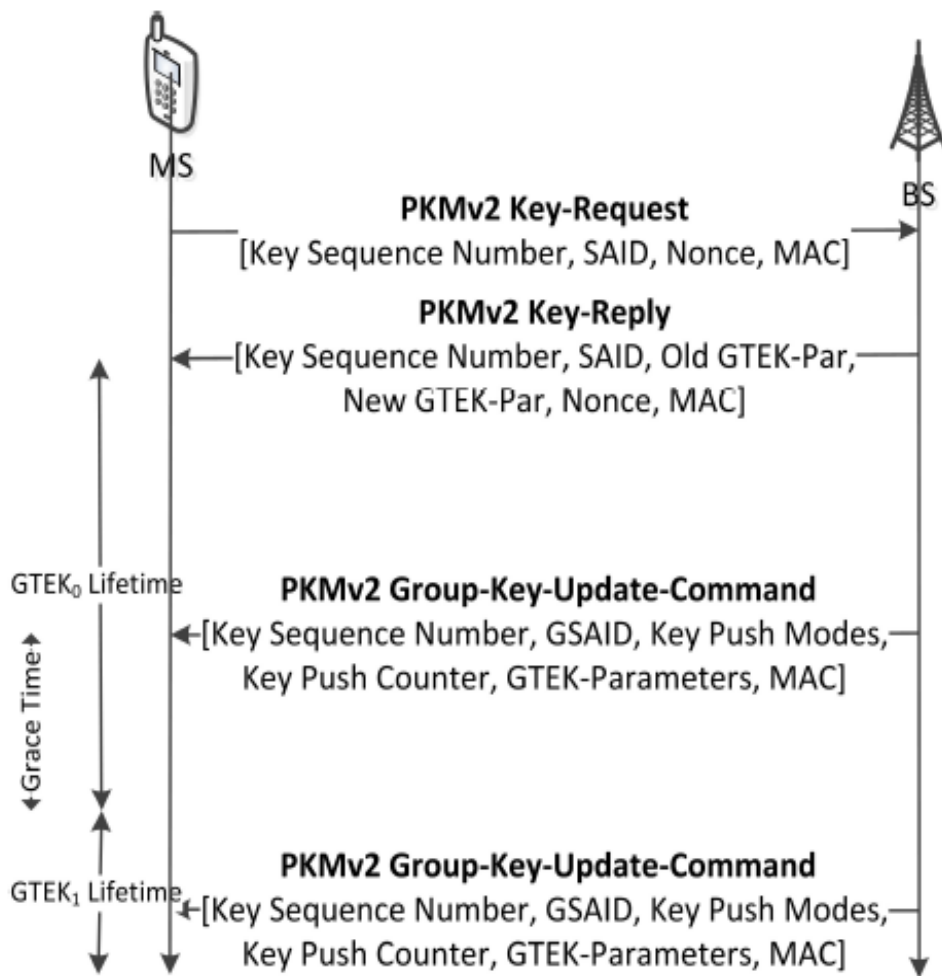 MS
BS
PKMv2 Key-Request
[Key Sequence Number, SAID, Nonce, MAC]
PKMv2 Key-Reply
[Key Sequence Number, SAID, Old GTEK-Par,
New GTEK-Par, Nonce, MAC]
GTEK₀ Lifetime
Grace Time
PKMv2 Group-Key-Update-Command
[Key Sequence Number, GSAID, Key Push Modes,
Key Push Counter, GTEK-Parameters, MAC]
GTEK₁ Lifetime
PKMv2 Group-Key-Update-Command
[Key Sequence Number, GSAID, Key Push Modes,
Key Push Counter, GTEK-Parameters, MAC]